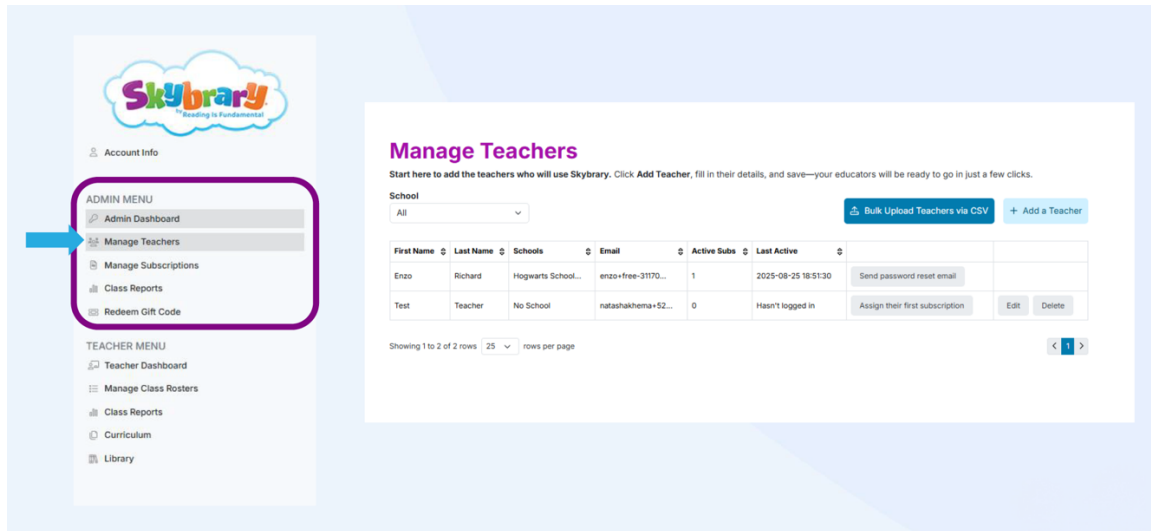 Skybrary
by Reading Is Fundamental
Account Info
ADMIN MENU
Admin Dashboard
Manage Teachers
Manage Subscriptions
Class Reports
Redeem Gift Code
TEACHER MENU
Teacher Dashboard
Manage Class Rosters
Class Reports
Curriculum
Library
Manage Teachers
Start here to add the teachers who will use Skybrary. Click Add Teacher, fill in their details, and save—your educators will be ready to go in just a few clicks.
School
All
Bulk Upload Teachers via CSV
+ Add a Teacher
First Name Last Name Schools Email Active Subs Last Active
Enzo Richard Hogwarts School... enzo+free-31170... 1 2025-08-25 18:51:30 Send password reset email
Test Teacher No School natashakhema+52... 0 Hasn't logged in Assign their first subscription Edit Delete
Showing 1 to 2 of 2 rows 25 rows per page
< 1 >